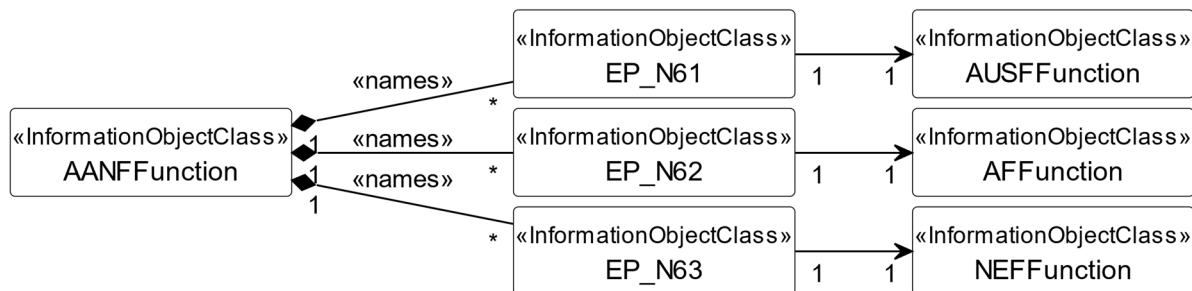 «InformationObjectClass»
AANFFunction
«names»
1
*
«names»
1
*
«names»
1
*
«InformationObjectClass»
EP_N61
1
1
«InformationObjectClass»
AUSFFunction
«InformationObjectClass»
EP_N62
1
1
«InformationObjectClass»
AFFunction
«InformationObjectClass»
EP_N63
1
1
«InformationObjectClass»
NEFFunction